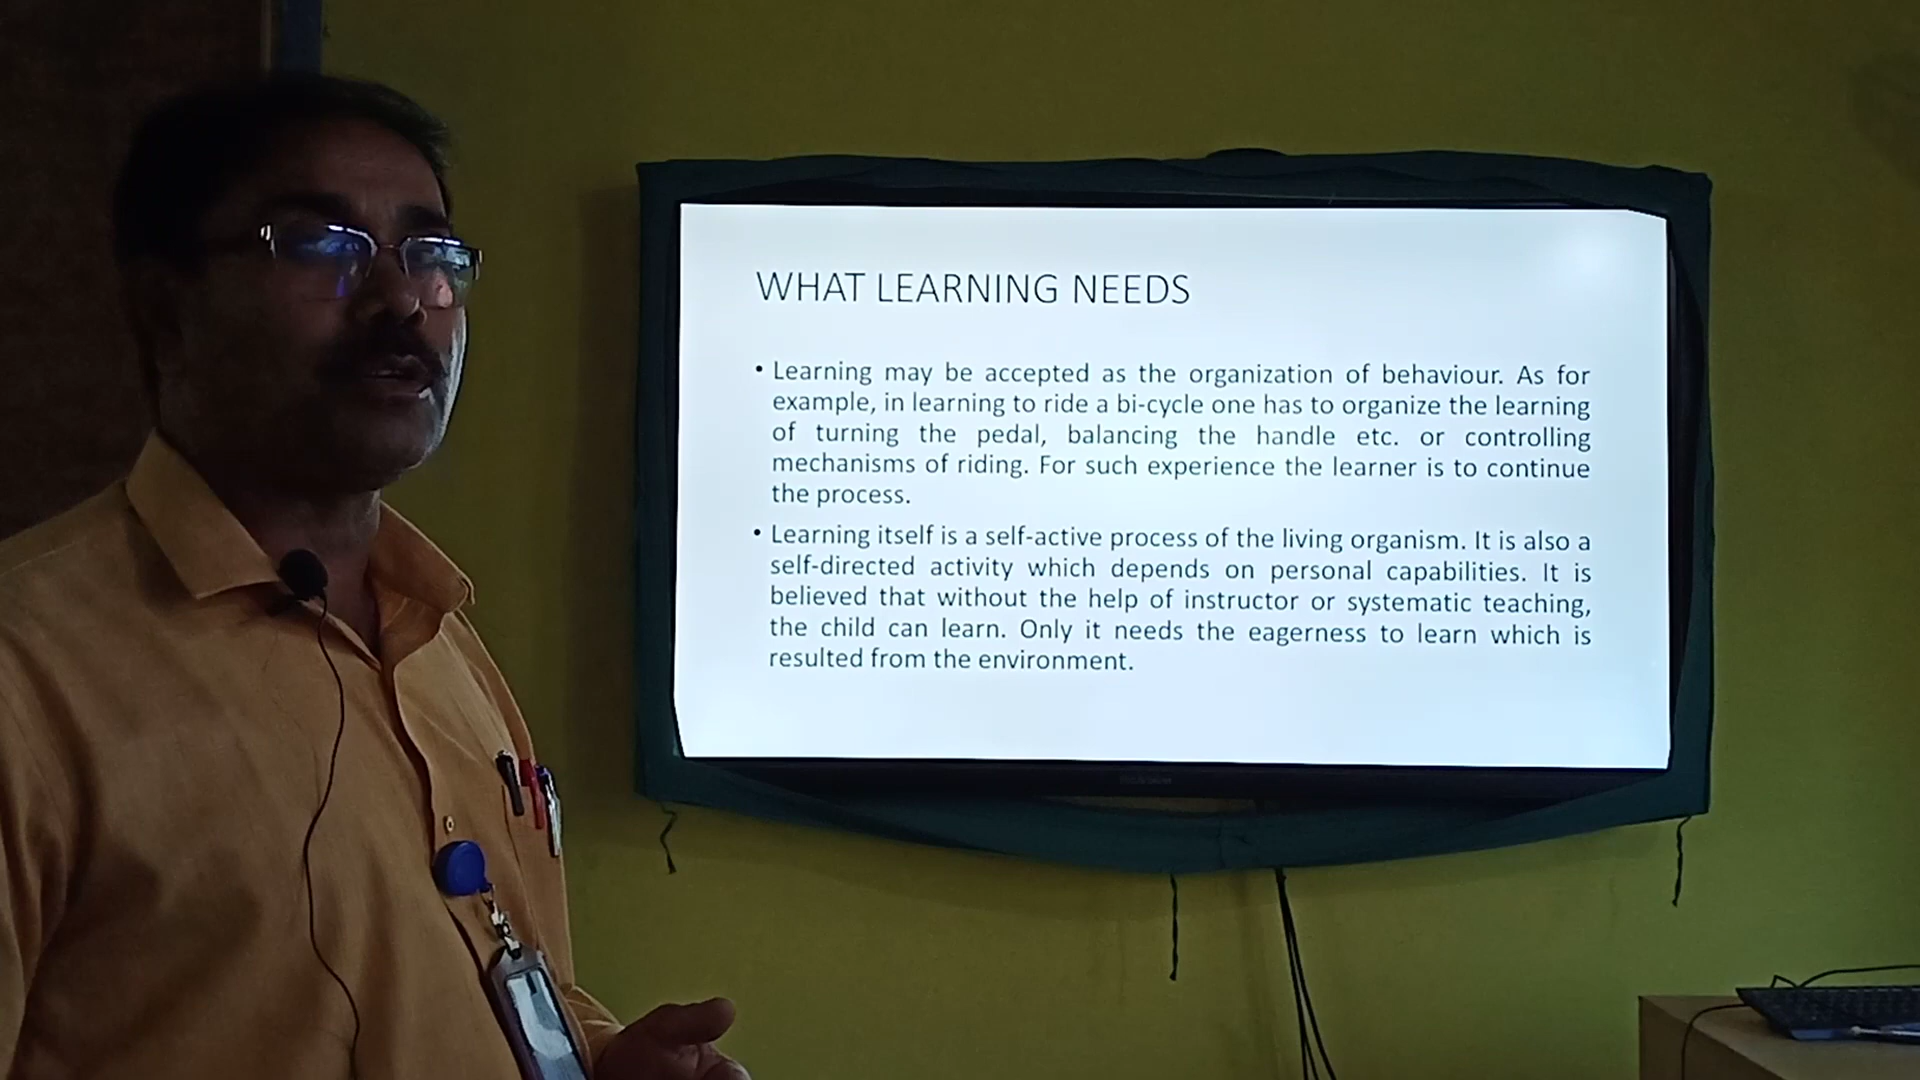 WHAT LEARNING NEEDS
• Learning may be accepted as the organization of behaviour. As for
example, in learning to ride a bi-cycle one has to organize the learning
of turning the pedal, balancing the handle etc. or controlling
mechanisms of riding. For such experience the learner is to continue
the process.
• Learning itself is a self-active process of the living organism. It is also a
self-directed activity which depends on personal capabilities. It is
believed that without the help of instructor or systematic teaching,
the child can learn. Only it needs the eagerness to learn which is
resulted from the environment.